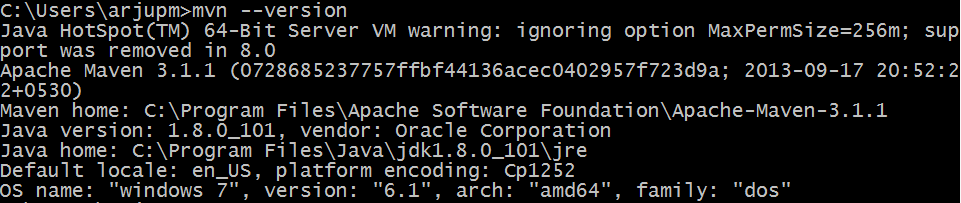 C:\Users\arjupm>mvn --version
Java HotSpot(TM) 64-Bit Server VM warning: ignoring option MaxPermSize=256m; sup
port was removed in 8.0
Apache Maven 3.1.1 (0728685237757ffbf44136acec0402957f723d9a; 2013-09-17 20:52:2
2+0530)
Maven home: C:\Program Files\Apache Software Foundation\Apache-Maven-3.1.1
Java version: 1.8.0_101, vendor: Oracle Corporation
Java home: C:\Program Files\Java\jdk1.8.0_101\jre
Default locale: en_US, platform encoding: Cp1252
OS name: "windows 7", version: "6.1", arch: "amd64", family: "dos"